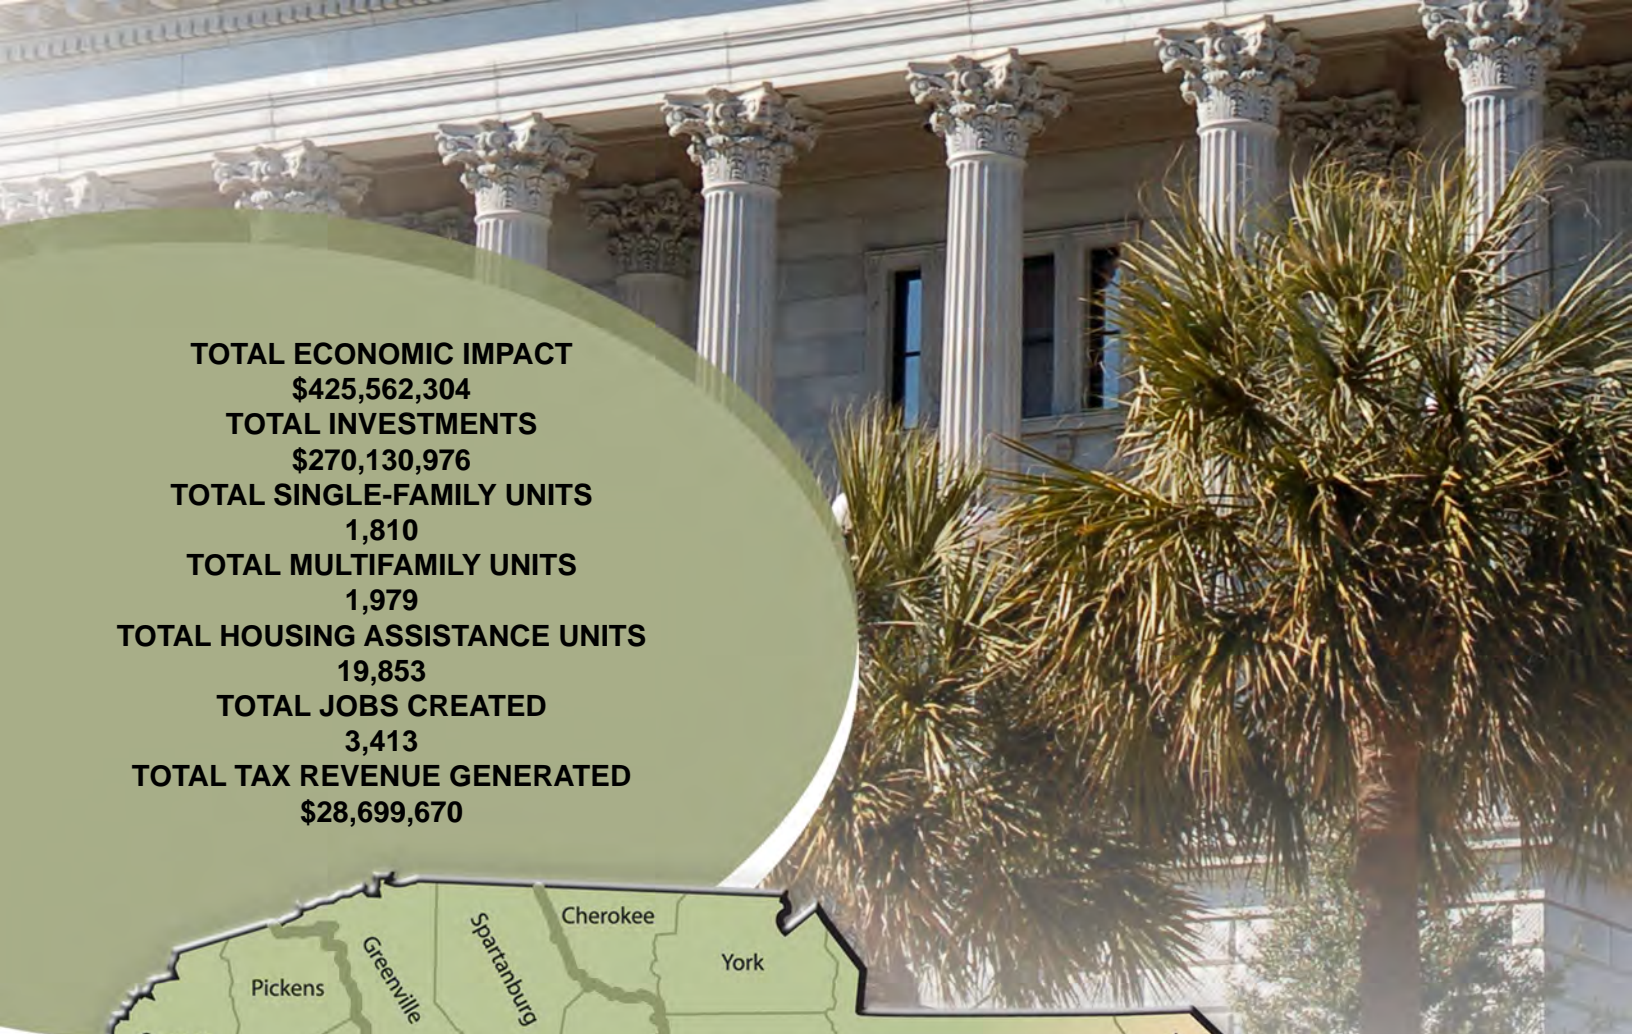 TOTAL ECONOMIC IMPACT
$425,562,304
TOTAL INVESTMENTS
$270,130,976
TOTAL SINGLE-FAMILY UNITS
1,810
TOTAL MULTIFAMILY UNITS
1,979
TOTAL HOUSING ASSISTANCE UNITS
19,853
TOTAL JOBS CREATED
3,413
TOTAL TAX REVENUE GENERATED
$28,699,670
Cherokee
Spartanburg
York
Greenville
Pickens